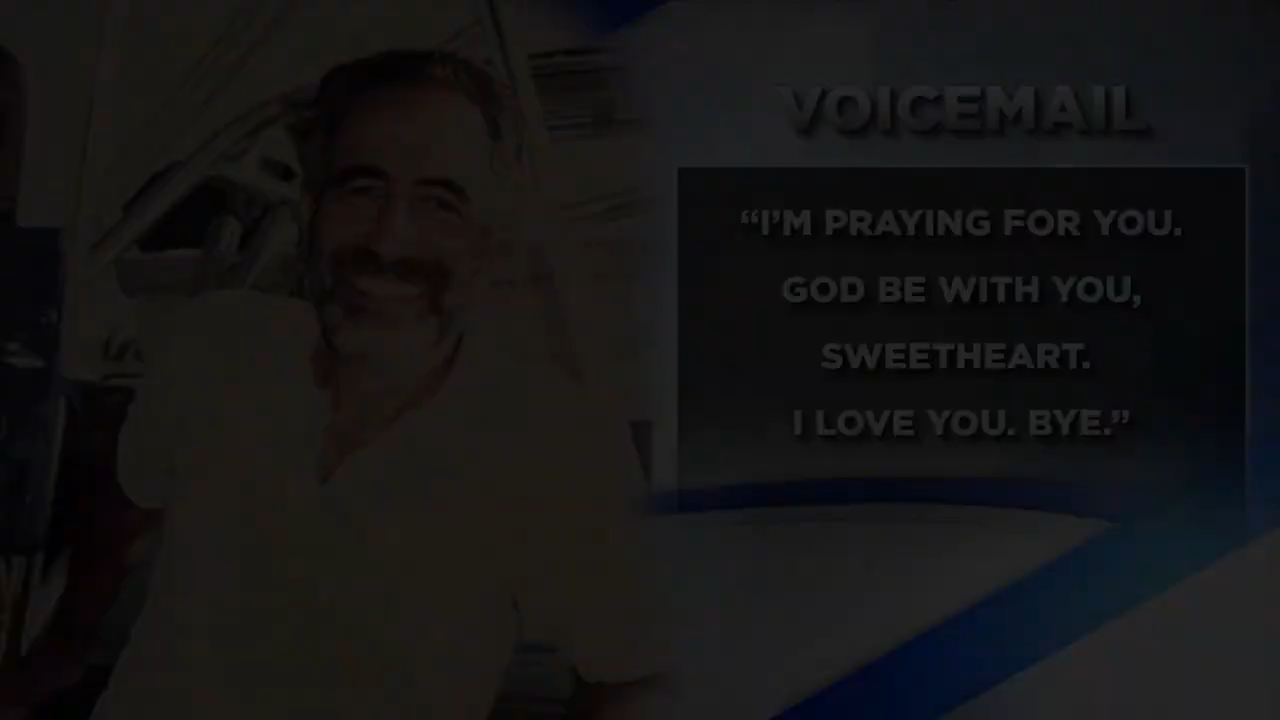 VOICEMAIL
“I’M PRAYING FOR YOU.
GOD BE WITH YOU,
SWEETHEART.
I LOVE YOU. BYE.”